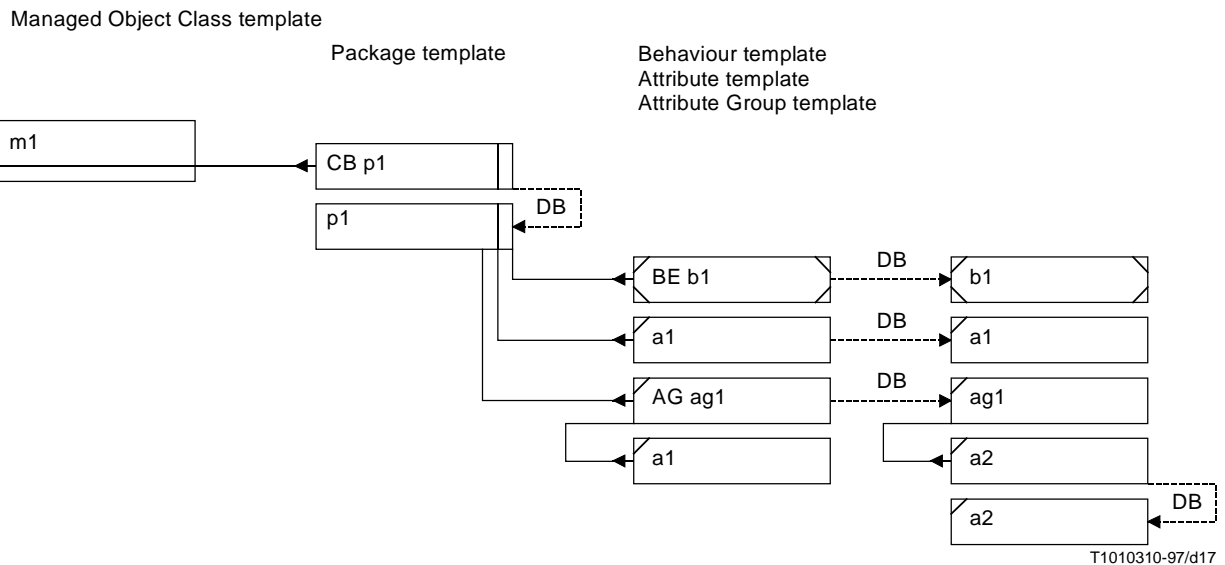 Managed Object Class template
Package template
Behaviour template
Attribute template
Attribute Group template
m1
CB p1
DB
p1
BE b1
DB
b1
a1
DB
a1
AG ag1
DB
ag1
a1
a2
DB
a2
T1010310-97/d17